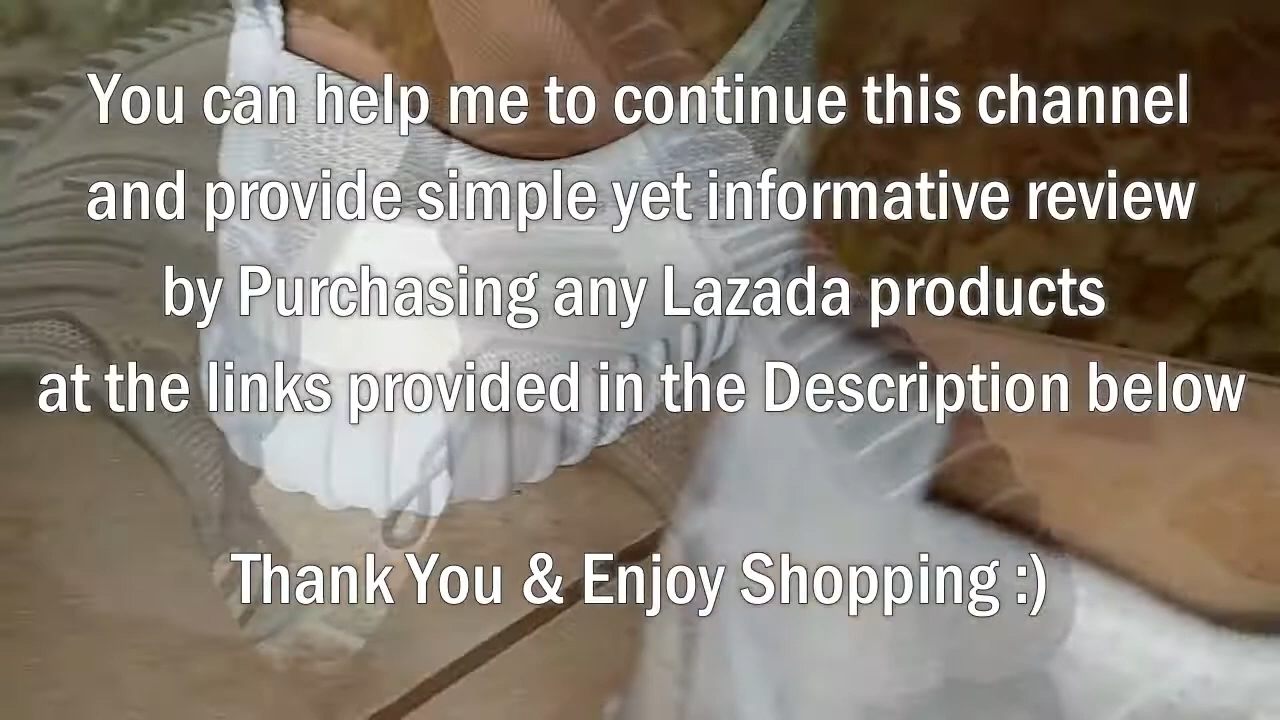 You can help me to continue this channel
and provide simple yet informative review
by Purchasing any Lazada products
at the links provided in the Description below
Thank You & Enjoy Shopping :)